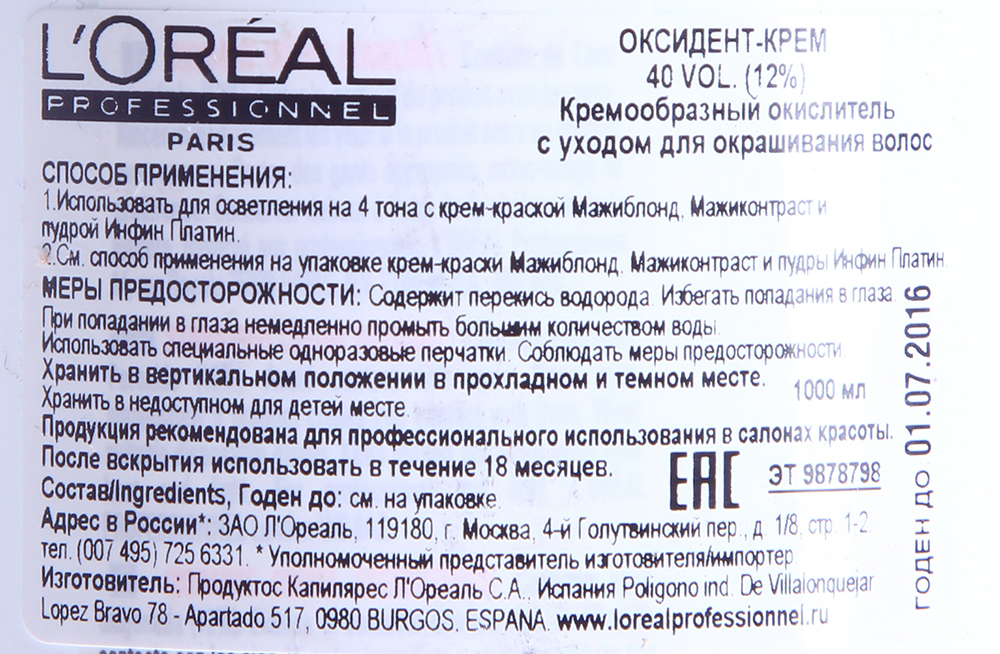 L'ORÉAL
PROFESSIONNEL
PARIS
ОКСИДЕНТ-КРЕМ
40 VOL. (12%)
Кремообразный окислитель
с уходом для окрашивания волос
СПОСОБ ПРИМЕНЕНИЯ:
1.Использовать для осветления на 4 тона с крем-краской Мажиблонд, Мажиконтраст и
пудрой Инфин Платин.
2.См. способ применения на упаковке крем-краски Мажиблонд, Мажиконтраст и пудры Инфин Платин.
МЕРЫ ПРЕДОСТОРОЖНОСТИ: Содержит перекись водорода. Избегать попадания в глаза.
При попадании в глаза немедленно промыть большим количеством воды.
Использовать специальные одноразовые перчатки. Соблюдать меры предосторожности.
Хранить в вертикальном положении в прохладном и темном месте.
1000 мл
Хранить в недоступном для детей месте.
Продукция рекомендована для профессионального использования в салонах красоты.
После вскрытия использовать в течение 18 месяцев.
EAC
ЭТ 9878798
Состав/Ingredients, Годен до: см. на упаковке.
Адрес в России*: ЗАО Л'Ореаль, 119180, г. Москва, 4-й Голутвинский пер., д. 1/8, стр. 1-2.
тел. (007 495) 725 6331. * Уполномоченный представитель изготовителя/импортер
Изготовитель: Продуктос Капилярес Л'Ореаль С.А., Испания Poligono ind. De Villalonquejar
Lopez Bravo 78 - Apartado 517, 0980 BURGOS. ESPANA. www.lorealprofessionnel.ru
ГОДЕН ДО 01.07.2016